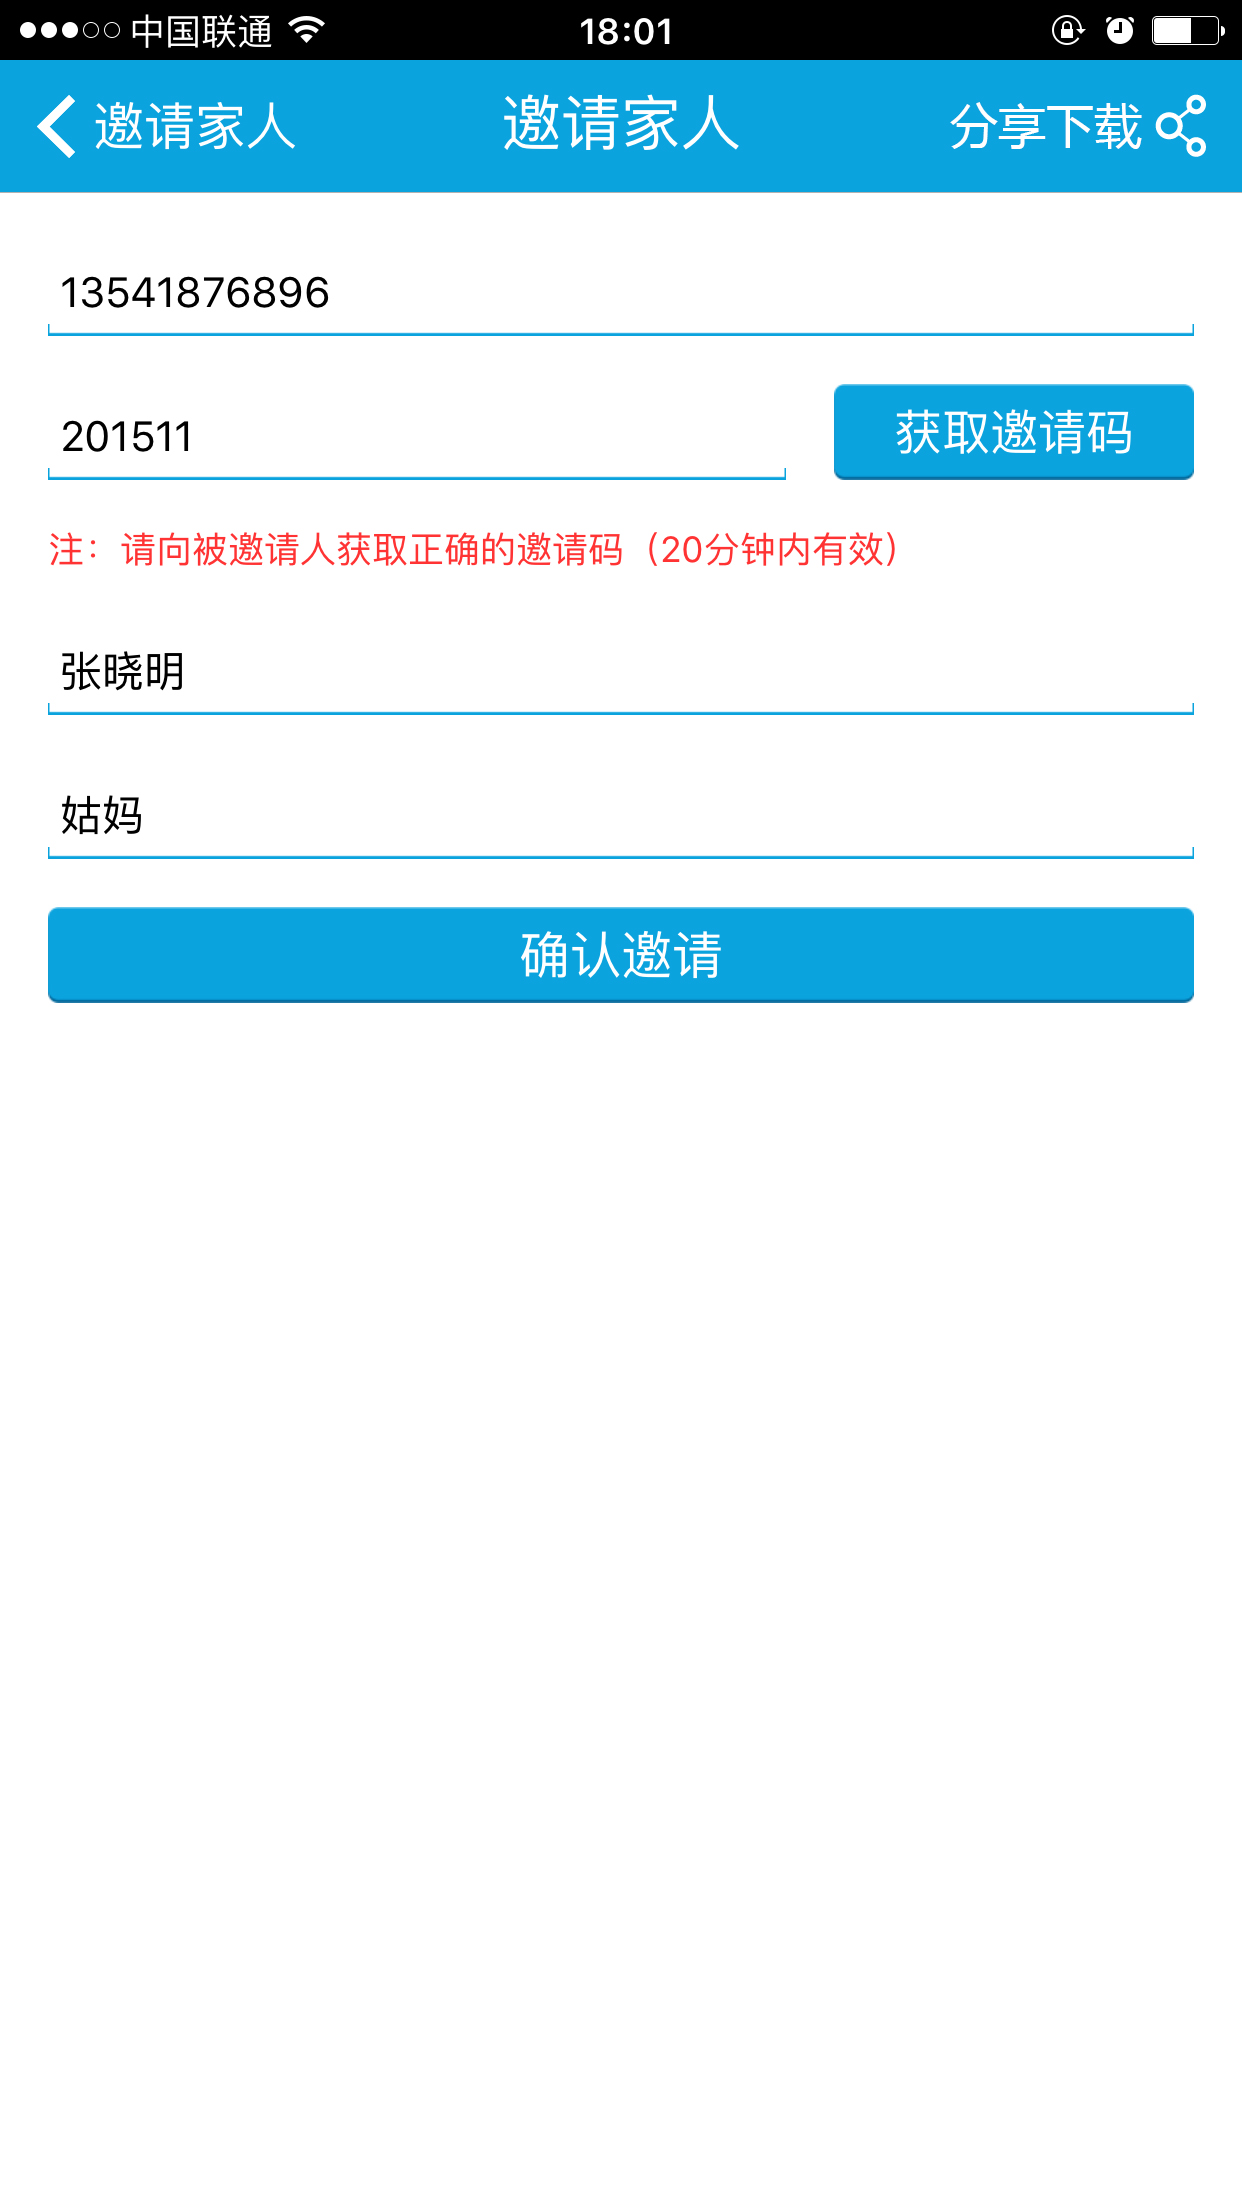 中国联通 18:01
邀请家人 邀请家人 分享下载
13541876896
201511 获取邀请码
注：请向被邀请人获取正确的邀请码（20分钟内有效）
张晓明
姑妈
确认邀请